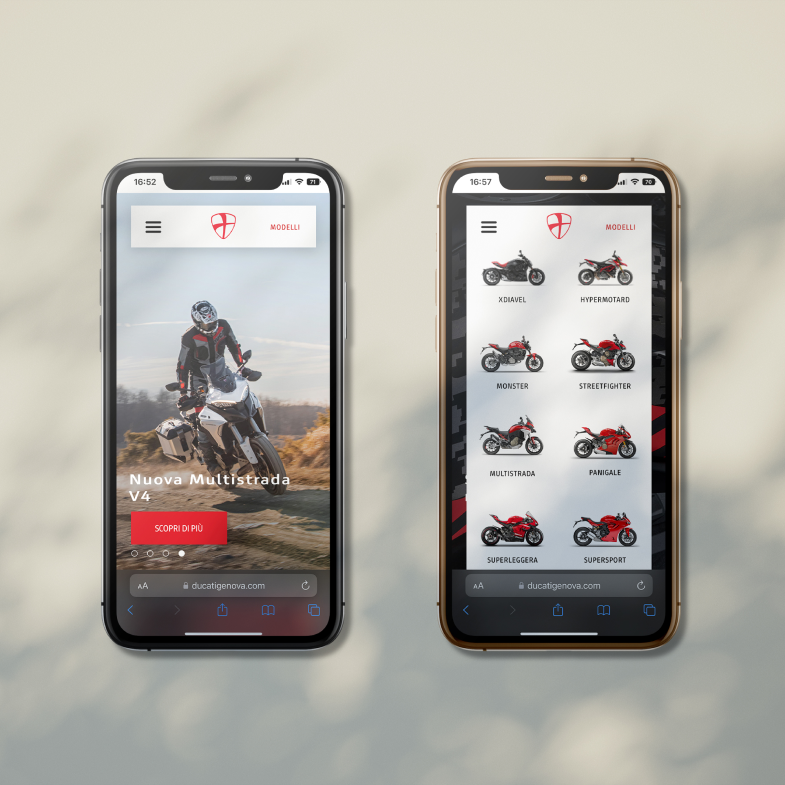 16:52
71
MODELLI
Nuova Multistrada
V4
SCOPRI DI PIÙ
AA
ducatigenova.com
16:57
70
MODELLI
XDIAVEL
HYPERMOTARD
MONSTER
STREETFIGHTER
MULTISTRADA
PANIGALE
SUPERLEGGERA
SUPERSPORT
AA
ducatigenova.com